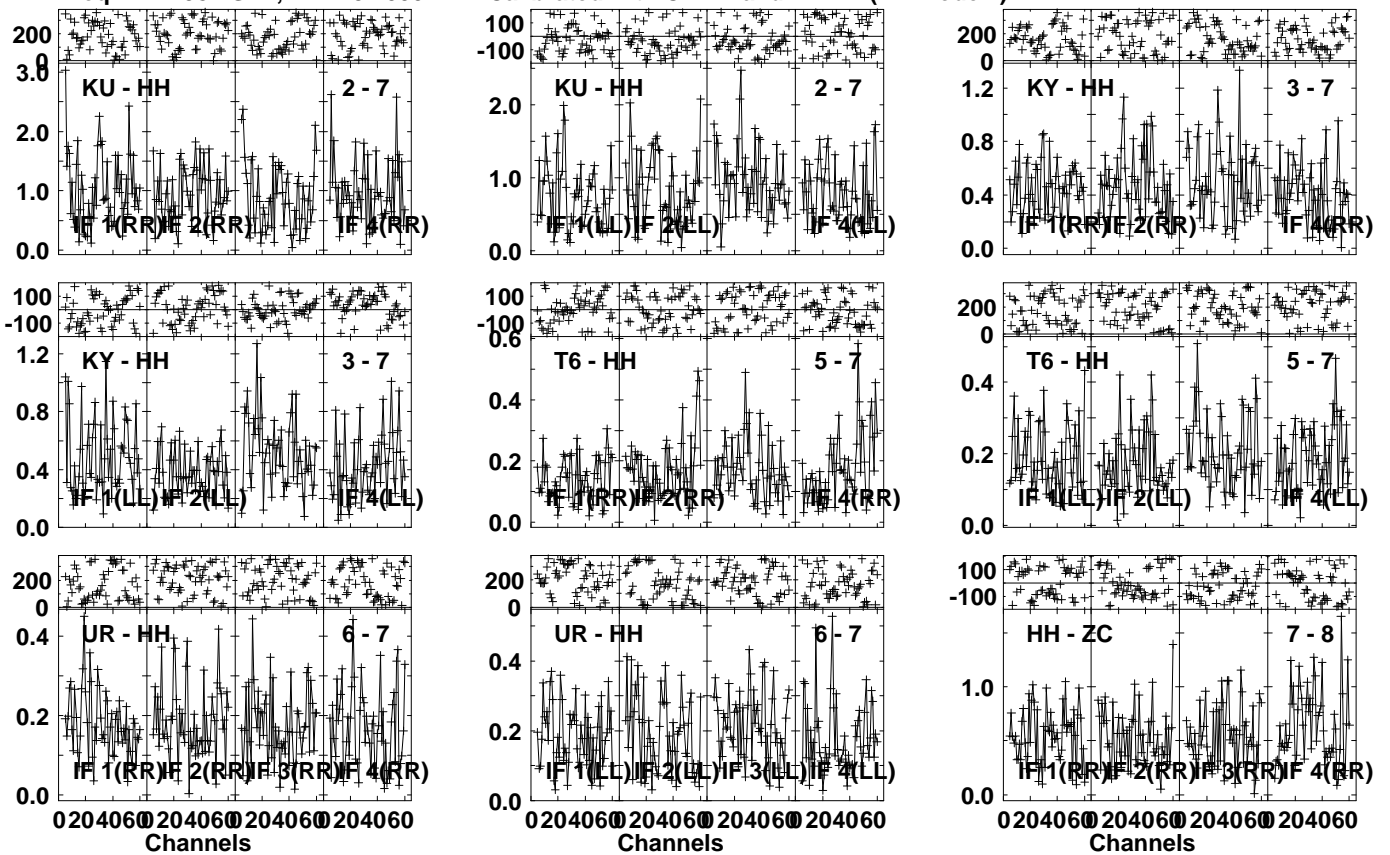 200
0
3.0
2.0
1.0
0.0
KU - HH 2 - 7
IF 1(RR) IF 2(RR) IF 4(RR)
100
-100
2.0
1.0
0.0
KU - HH 2 - 7
IF 1(LL) IF 2(LL) IF 4(LL)
200
0
1.2
0.8
0.4
0.0
KY - HH 3 - 7
IF 1(RR) IF 2(RR) IF 4(RR)
100
-100
1.2
0.8
0.4
0.0
KY - HH 3 - 7
IF 1(LL) IF 2(LL) IF 4(LL)
100
-100
0.6
0.4
0.2
0.0
T6 - HH 5 - 7
IF 1(RR) IF 2(RR) IF 4(RR)
200
0
0.4
0.2
0.0
T6 - HH 5 - 7
IF 1(LL) IF 2(LL) IF 4(LL)
200
0
0.4
0.2
0.0
UR - HH 6 - 7
IF 1(RR) IF 2(RR) IF 3(RR) IF 4(RR)
0 20 40 60 0 20 40 60 0 20 40 60 0 20 40 60
Channels
200
0
0.4
0.2
0.0
UR - HH 6 - 7
IF 1(LL) IF 2(LL) IF 3(LL) IF 4(LL)
0 20 40 60 0 20 40 60 0 20 40 60 0 20 40 60
Channels
100
-100
1.0
0.0
HH - ZC 7 - 8
IF 1(RR) IF 2(RR) IF 3(RR) IF 4(RR)
0 20 40 60 0 20 40 60 0 20 40 60 0 20 40 60
Channels